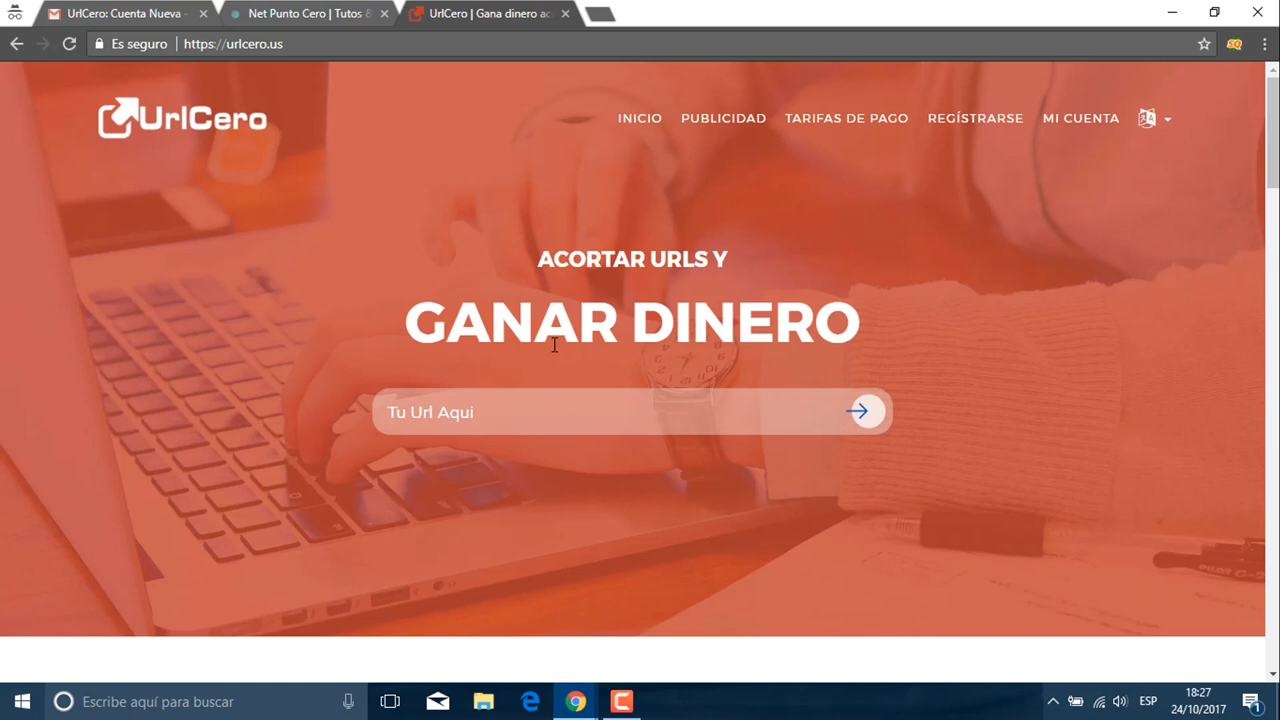 UrlCero: Cuenta Nueva -
Net Punto Cero | Tutos &
UrlCero | Gana dinero ac
Es seguro
https://urlcero.us
UrlCero
INICIO
PUBLICIDAD
TARIFAS DE PAGO
REGÍSTRARSE
MI CUENTA
ACORTAR URLS Y
GANAR DINERO
Tu Url Aqui
Escribe aquí para buscar
ESP
18:27
24/10/2017
1